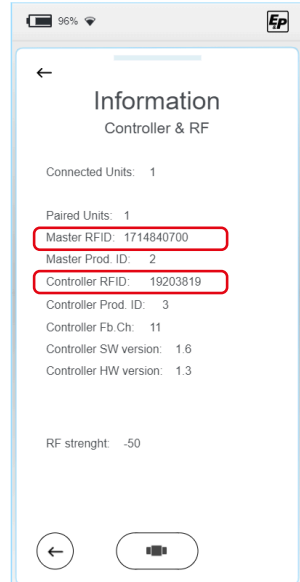 96% EP
Information
Controller & RF
Connected Units: 1
Paired Units: 1
Master RFID: 1714840700
Master Prod. ID: 2
Controller RFID: 19203819
Controller Prod. ID: 3
Controller Fb.Ch: 11
Controller SW version: 1.6
Controller HW version: 1.3
RF strenght: -50